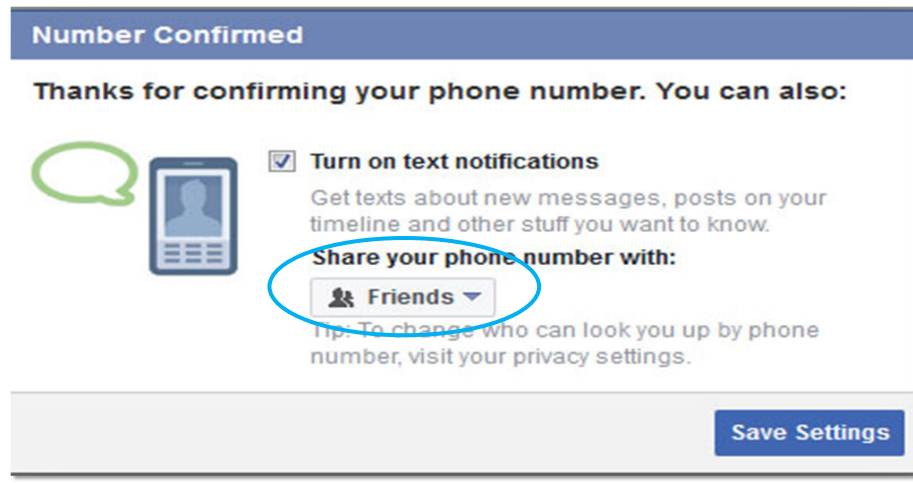 Number Confirmed
Thanks for confirming your phone number. You can also:
Turn on text notifications
Get texts about new messages, posts on your
timeline and other stuff you want to know.
Share your phone number with:
Friends
Tip: To change who can look you up by phone
number, visit your privacy settings.
Save Settings